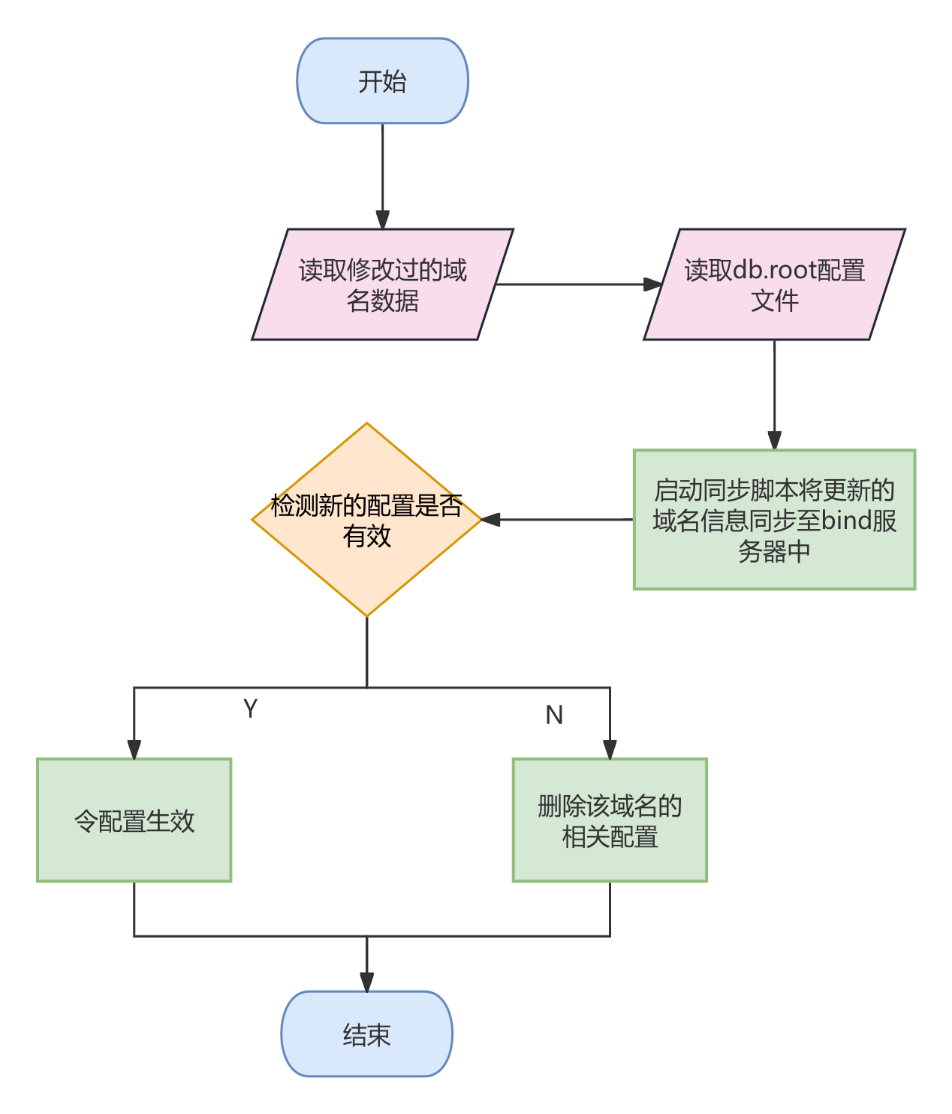 开始
读取修改过的域
名数据
读取db.root配置
文件
启动同步脚本将更新的
域名信息同步至bind服
务器中
检测新的配置是否
有效
Y
N
令配置生效
删除该域名的
相关配置
结束